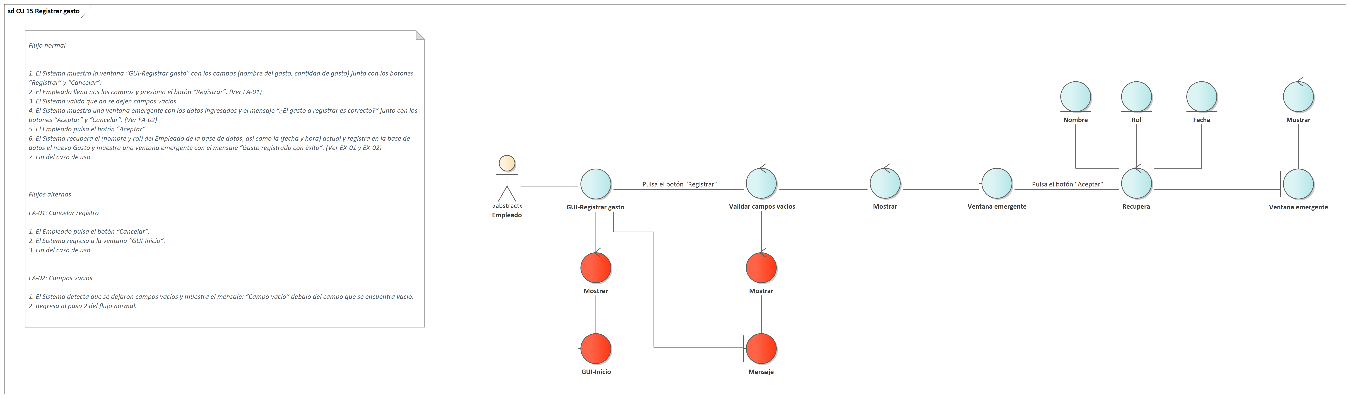 sd CU 15 Registrar gasto
Flujo normal
1. El Sistema muestra la ventana "GUI-Registrar gasto" con los campos (nombre del gasto, cantidad de gasto) junto con los botones
"Registrar" y "Cancelar".
2. El Empleado llena nos los campos y presiona el botón "Registrar". (Ver FA-01)
3. El Sistema valida que no se dejen campos vacíos
4. El Sistema muestra una ventana emergente con los datos ingresados y el mensaje "¿El gasto a registrar es correcto?" junto con los
botones "Aceptar" y "Cancelar". (Ver FA-02)
5. El Empleado pulsa el botón "Aceptar"
6. El Sistema recupera el (nombre y rol) del Empleado de la base de datos, así como la (fecha y hora) actual y registra en la base de
datos el nuevo Gasto y muestra una ventana emergente con el mensaje "Gasto registrado con éxito". (Ver EX-01 y EX-02)
7. Fin del caso de uso
Flujos alternos
FA-01: Cancelar registro
1. El Empleado pulsa el botón "Cancelar".
2. El Sistema regresa a la ventana "GUI-Inicio".
3. Fin del caso de uso
FA-02: Campos vacíos
1. El Sistema detecta que se dejaron campos vacíos y muestra el mensaje: "Campo vacío" debajo del campo que se encuentra vacío.
2. Regresa al paso 2 del flujo normal.
Nombre
Rol
Fecha
Mostrar
Pulsa el botón "Registrar"
Pulsa el botón "Aceptar"
«abstract»
Empleado
GUI-Registrar gasto
Validar campos vacíos
Mostrar
Ventana emergente
Recupera
Ventana emergente
Mostrar
Mostrar
GUI-Inicio
Mensaje